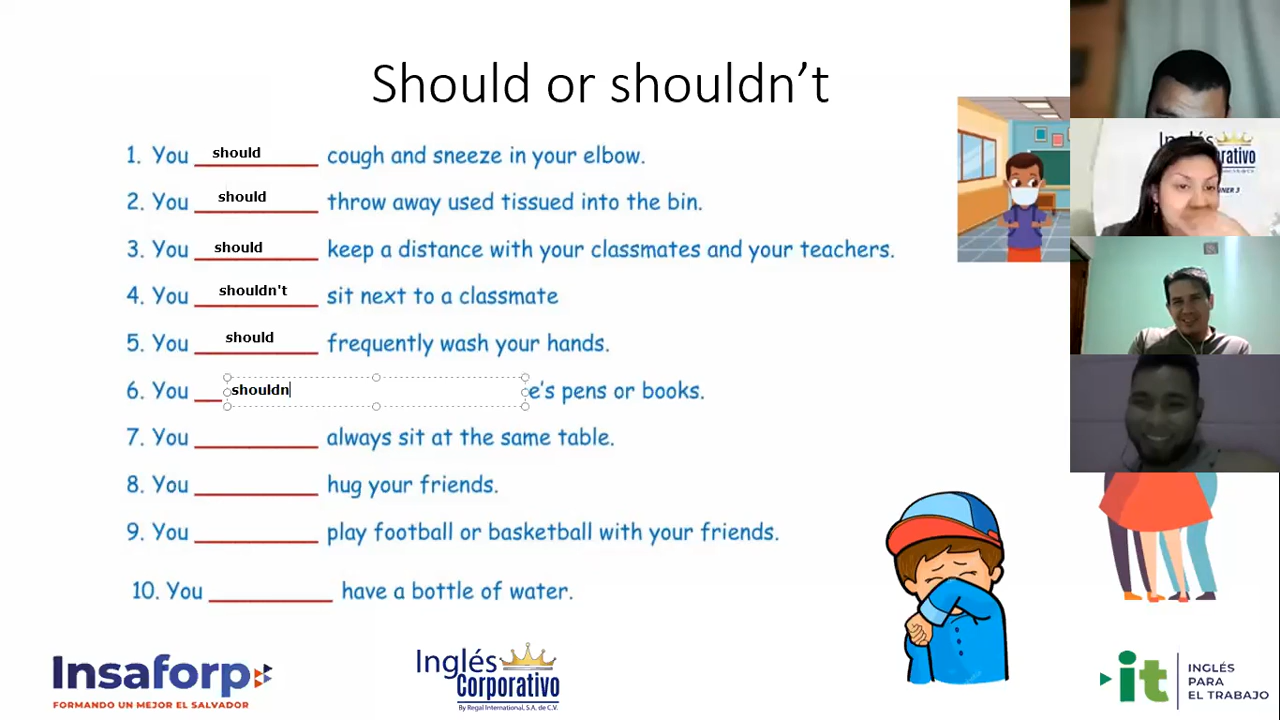 Should or shouldn't
1. You should cough and sneeze in your elbow.
2. You should throw away used tissued into the bin.
3. You should keep a distance with your classmates and your teachers.
4. You shouldn't sit next to a classmate
5. You should frequently wash your hands.
6. You __ shouldn e's pens or books.
7. You __________ always sit at the same table.
8. You __________ hug your friends.
9. You __________ play football or basketball with your friends.
10. You __________ have a bottle of water.
Insaforp
FORMANDO UN MEJOR EL SALVADOR
Inglés
Corporativo
By Regal International, S.A. de C.V.
it
INGLÉS
PARA
EL TRABAJO